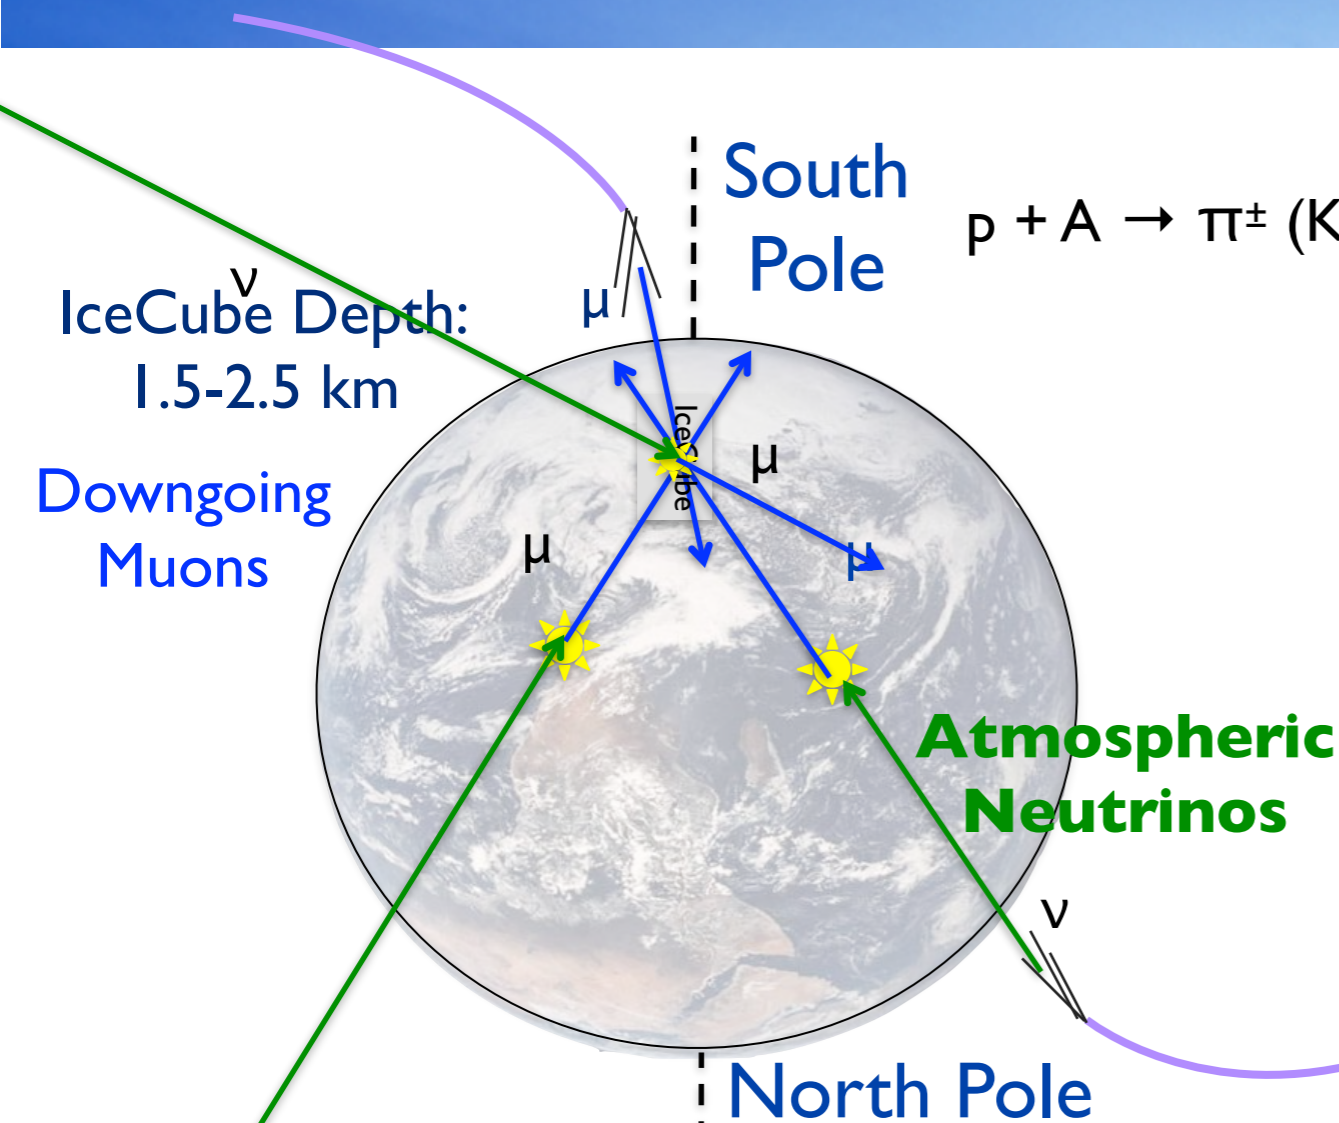 South
Pole
p + A → π± (K
ν
IceCube Depth:
1.5-2.5 km
μ
Downgoing
Muons
IceCube
μ
μ
μ
Atmospheric
Neutrinos
ν
North Pole